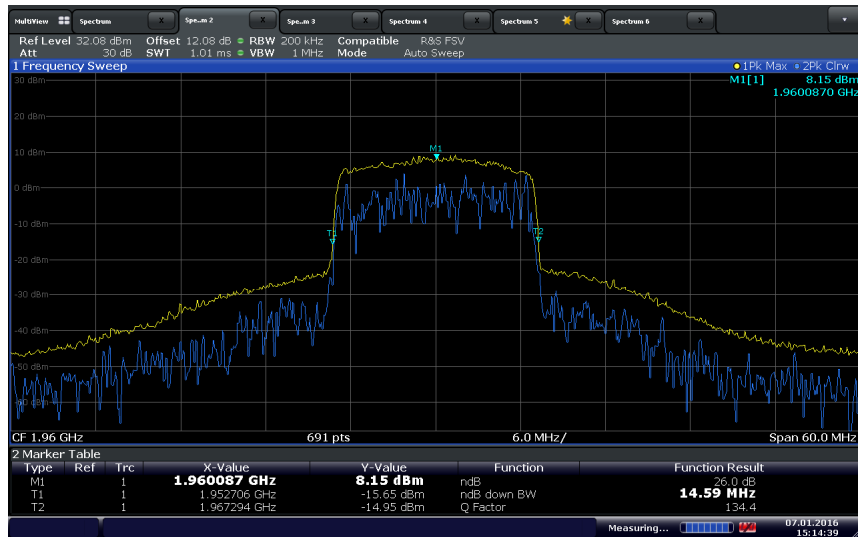 MultiView Spectrum X Spe..m 2 X Spe..m 3 X Spectrum 4 X Spectrum 5 X Spectrum 6 X
Ref Level 32.08 dBm Offset 12.08 dB RBW 200 kHz Compatible R&S FSV
Att 30 dB SWT 1.01 ms VBW 1 MHz Mode Auto Sweep
1 Frequency Sweep 1Pk Max 2Pk Clrw
30 dBm M1[1] 8.15 dBm
1.9600870 GHz
20 dBm
10 dBm
M1
0 dBm
-10 dBm
T1 T2
-20 dBm
-30 dBm
-40 dBm
-50 dBm
-60 dBm
CF 1.96 GHz 691 pts 6.0 MHz/ Span 60.0 MHz
2 Marker Table
Type Ref Trc X-Value Y-Value Function Function Result
M1 1 1.960087 GHz 8.15 dBm ndB 26.0 dB
T1 1 1.952706 GHz -15.65 dBm ndB down BW 14.59 MHz
T2 1 1.967294 GHz -14.95 dBm Q Factor 134.4
Measuring... 07.01.2016
15:14:39